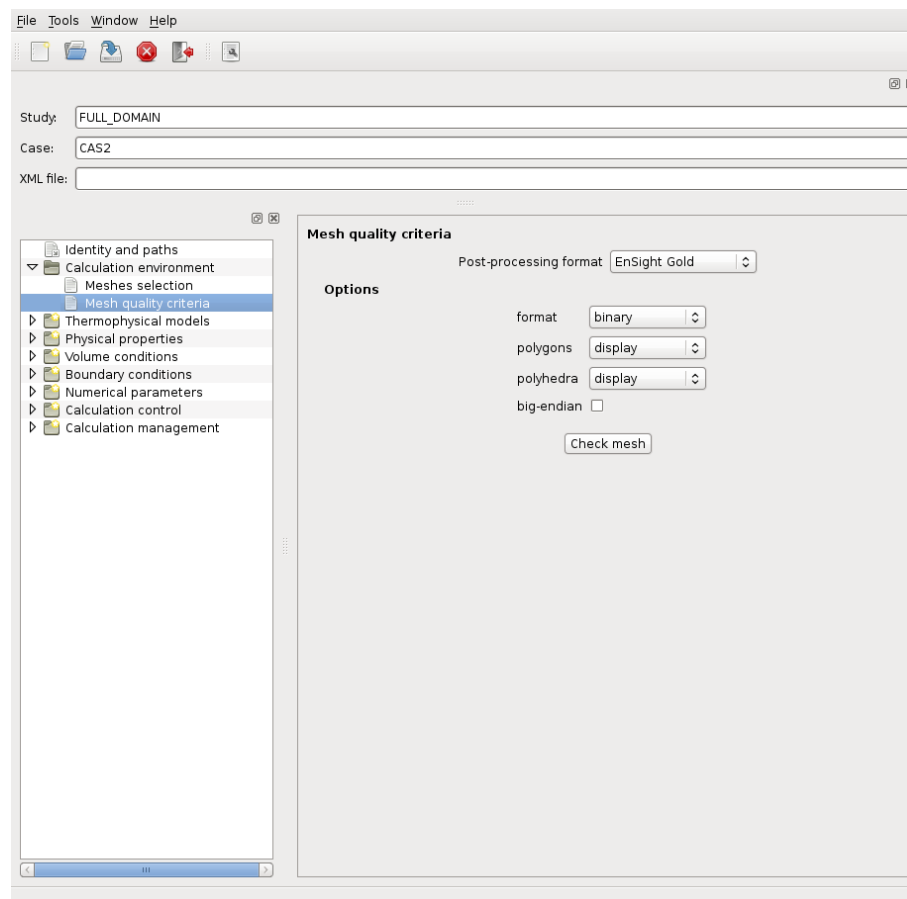 File Tools Window Help
Study: FULL_DOMAIN
Case: CAS2
XML file:
Identity and paths
Calculation environment
Meshes selection
Mesh quality criteria
Thermophysical models
Physical properties
Volume conditions
Boundary conditions
Numerical parameters
Calculation control
Calculation management
Mesh quality criteria
Post-processing format EnSight Gold
Options
format binary
polygons display
polyhedra display
big-endian
Check mesh